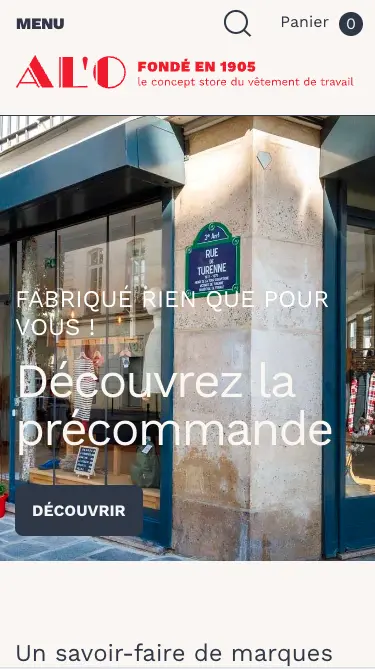 MENU
Panier 0
AL'O
FONDÉ EN 1905
le concept store du vêtement de travail
3e Arrt
RUE
DE
TURENNE
FABRIQUÉ RIEN QUE POUR
VOUS !
Découvrez la
précommande
DÉCOUVRIR
Un savoir-faire de marques